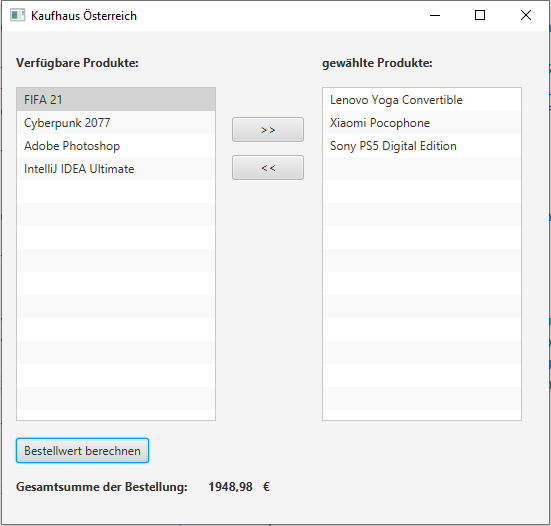 Kaufhaus Österreich
Verfügbare Produkte:
gewählte Produkte:
FIFA 21
Cyberpunk 2077
Adobe Photoshop
IntelliJ IDEA Ultimate
>>
<<
Lenovo Yoga Convertible
Xiaomi Pocophone
Sony PS5 Digital Edition
Bestellwert berechnen
Gesamtsumme der Bestellung: 1948,98 €